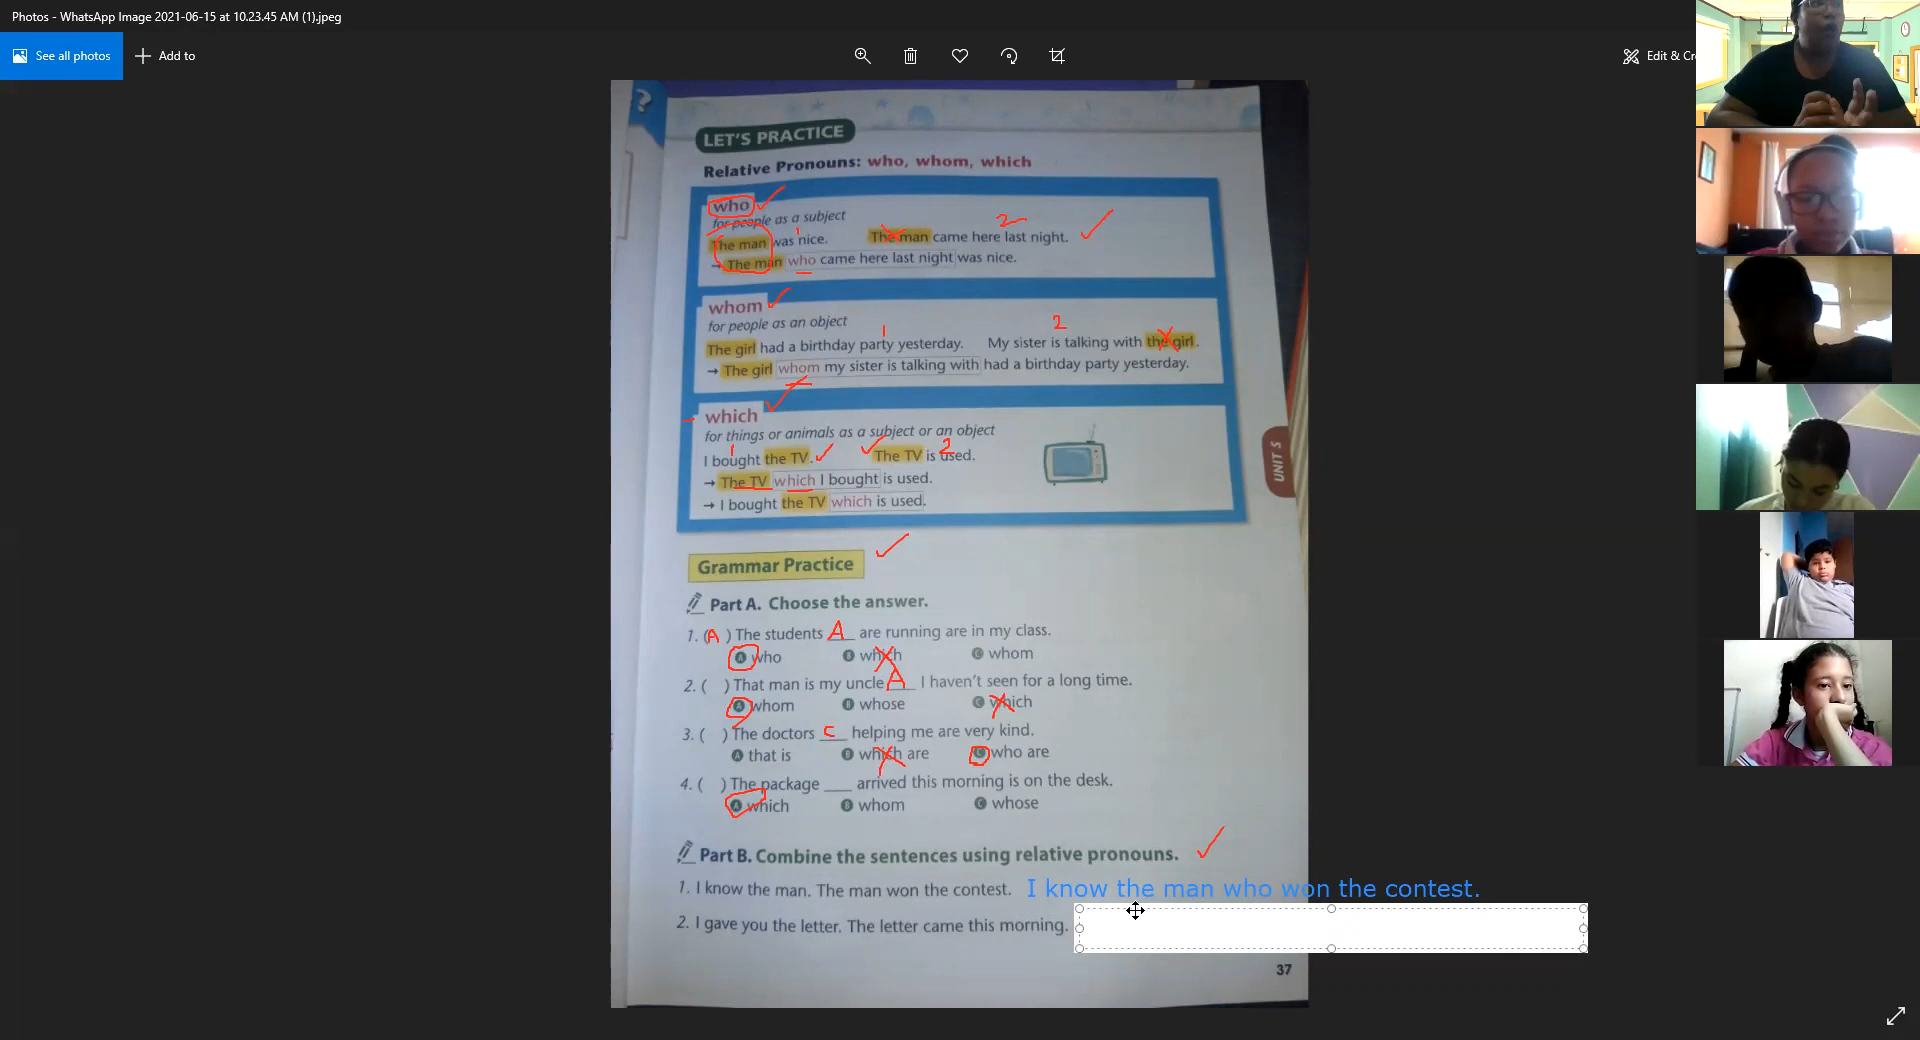 Photos - WhatsApp Image 2021-06-15 at 10.23.45 AM (1).jpeg
See all photos
Add to
Edit & Cr
?
LET'S PRACTICE
Relative Pronouns: who, whom, which
who
for people as a subject
2
1
The man was nice. The man came here last night.
→ The man who came here last night was nice.
whom
for people as an object
1 2
The girl had a birthday party yesterday. My sister is talking with the girl.
→ The girl whom my sister is talking with had a birthday party yesterday.
which
for things or animals as a subject or an object
1 2
I bought the TV. The TV is used.
→ The TV which I bought is used.
→ I bought the TV which is used.
UNIT 5
Grammar Practice
Part A. Choose the answer.
1. (A ) The students A are running are in my class.
A who B which C whom
2. ( ) That man is my uncle A I haven't seen for a long time.
A whom B whose C which
3. ( ) The doctors C helping me are very kind.
A that is B which are C who are
4. ( ) The package ___ arrived this morning is on the desk.
A which B whom C whose
Part B. Combine the sentences using relative pronouns.
1. I know the man. The man won the contest. I know the man who won the contest.
2. I gave you the letter. The letter came this morning.
37